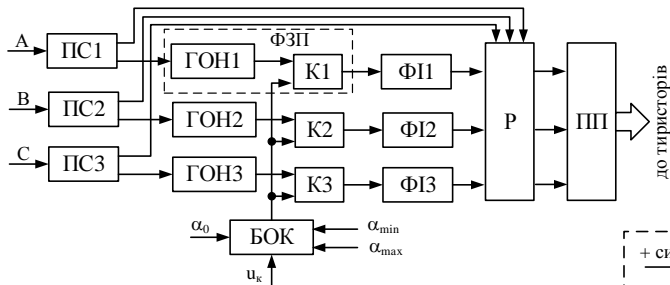 ФЗП
A
ПС1
ГОН1
К1
ФІ1
B
ПС2
ГОН2
К2
ФІ2
Р
ПП
до тиристорів
C
ПС3
ГОН3
К3
ФІ3
α0
БОК
αmin
αmax
uк
+ си